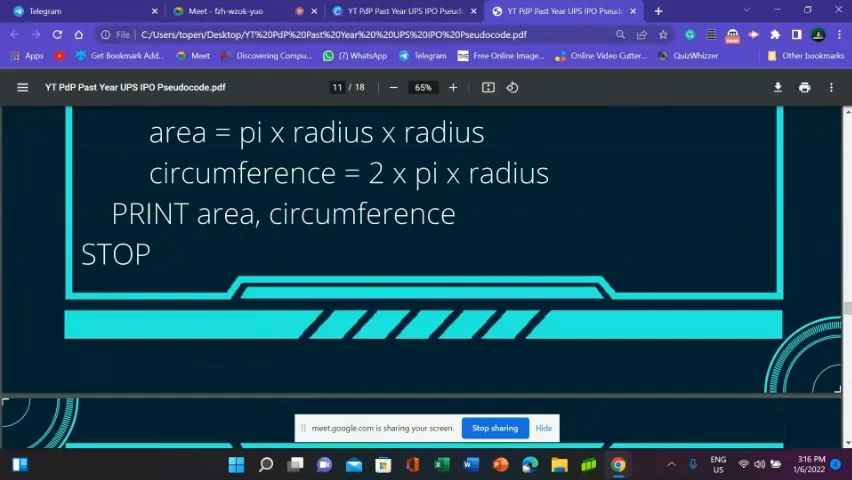 Telegram
Meet - fzh-wzok-yuo
YT PdP Past Year UPS IPO Pseudo
YT PdP Past Year UPS IPO Pseudo
File
C:/Users/topen/Desktop/YT%20PdP%20Past%20Year%20%20UPS%20IPO%20Pseudocode.pdf
Apps
Get Bookmark Add...
Meet
Discovering Compu...
(7) WhatsApp
Telegram
Free Online Image...
Online Video Cutter...
QuizWhizzer
Other bookmarks
YT PdP Past Year UPS IPO Pseudocode.pdf
11 / 18
65%
area = pi x radius x radius
circumference = 2 x pi x radius
PRINT area, circumference
STOP
meet.google.com is sharing your screen.
Stop sharing
Hide
ENG
US
3:16 PM
1/6/2022